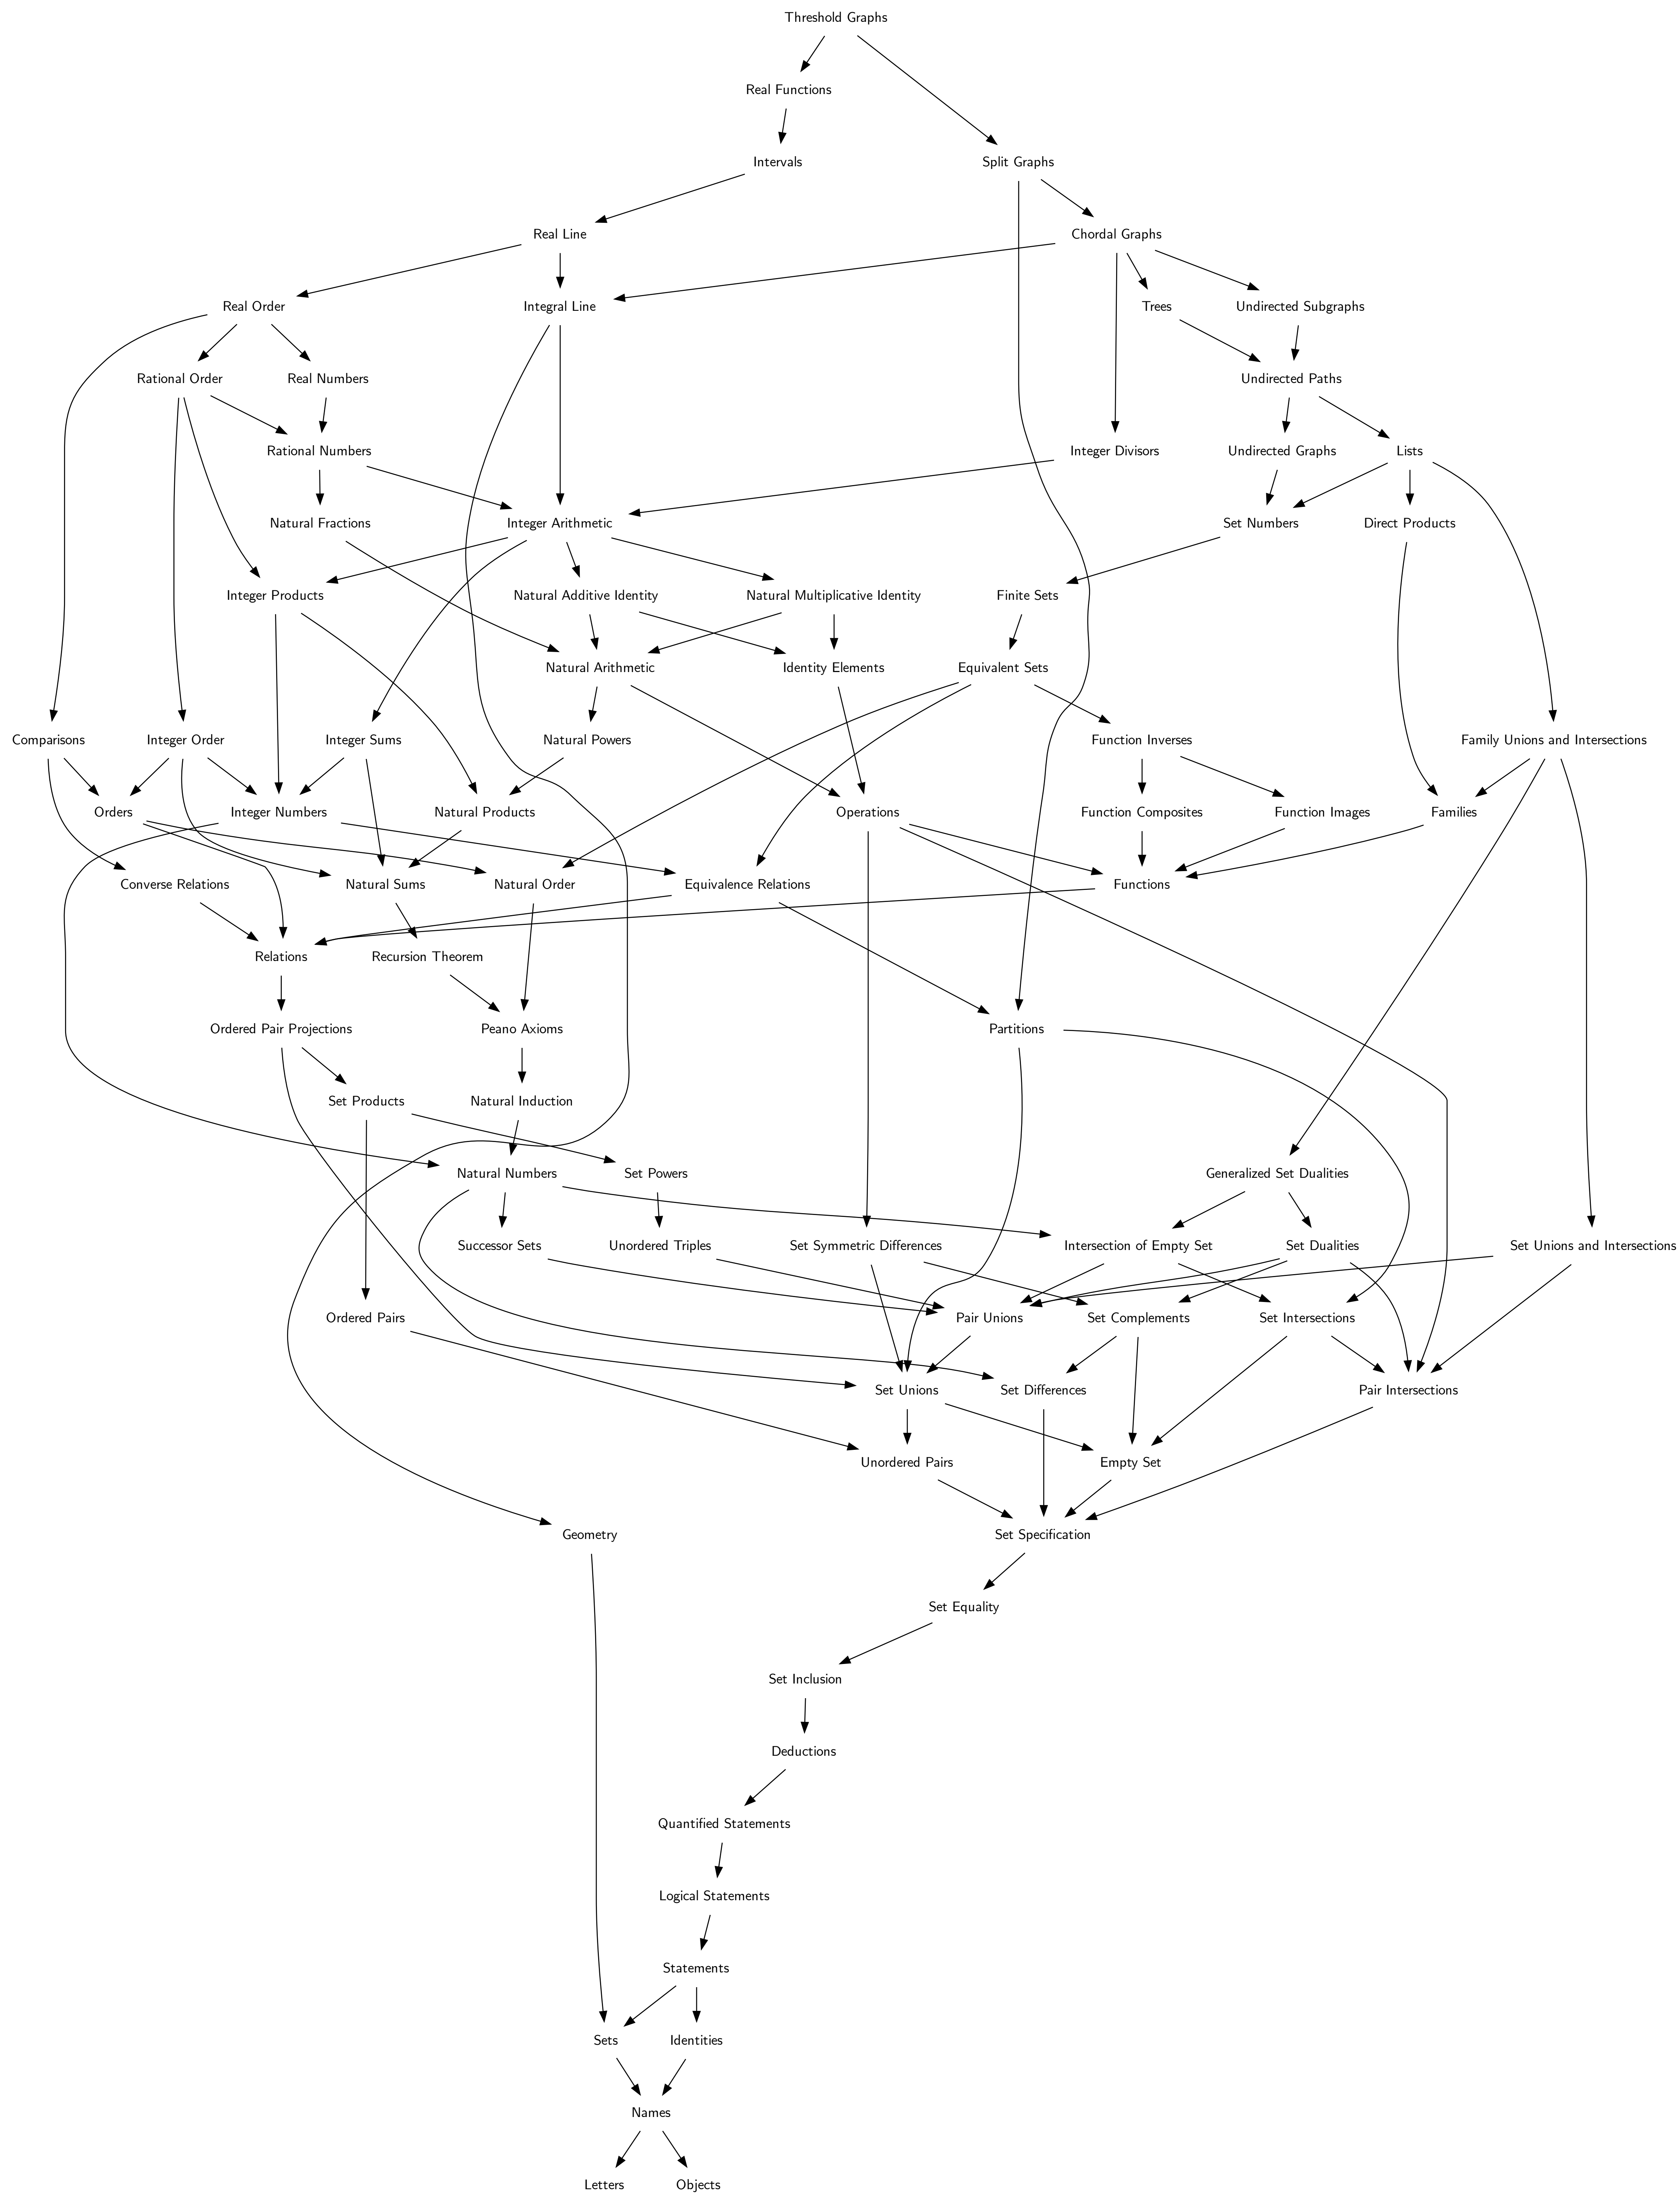 Threshold Graphs
Real Functions
Intervals
Split Graphs
Real Line
Chordal Graphs
Real Order
Integral Line
Trees
Undirected Subgraphs
Rational Order
Real Numbers
Undirected Paths
Rational Numbers
Integer Divisors
Undirected Graphs
Lists
Natural Fractions
Integer Arithmetic
Set Numbers
Direct Products
Integer Products
Natural Additive Identity
Natural Multiplicative Identity
Finite Sets
Natural Arithmetic
Identity Elements
Equivalent Sets
Comparisons
Integer Order
Integer Sums
Natural Powers
Function Inverses
Family Unions and Intersections
Orders
Integer Numbers
Natural Products
Operations
Function Composites
Function Images
Families
Converse Relations
Natural Sums
Natural Order
Equivalence Relations
Functions
Relations
Recursion Theorem
Ordered Pair Projections
Peano Axioms
Partitions
Set Products
Natural Induction
Natural Numbers
Set Powers
Generalized Set Dualities
Successor Sets
Unordered Triples
Set Symmetric Differences
Intersection of Empty Set
Set Dualities
Set Unions and Intersections
Ordered Pairs
Pair Unions
Set Complements
Set Intersections
Set Unions
Set Differences
Pair Intersections
Unordered Pairs
Empty Set
Geometry
Set Specification
Set Equality
Set Inclusion
Deductions
Quantified Statements
Logical Statements
Statements
Sets
Identities
Names
Letters
Objects